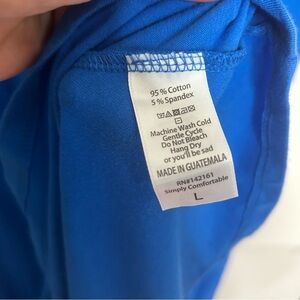 95 % Cotton
5 % Spandex
Machine Wash Cold
Gentle Cycle
Do Not Bleach
Hang Dry
or you'll be sad
MADE IN GUATEMALA
RN#142161
Simply Comfortable
L